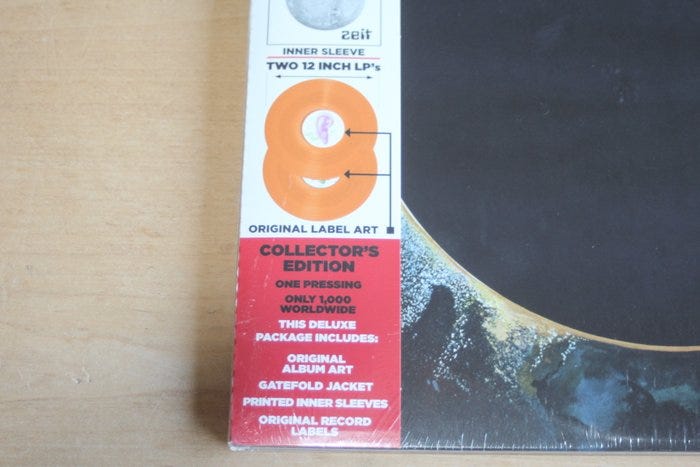 ties
INNER SLEEVE
TWO 12 INCH LP's
ORIGINAL LABEL ART
COLLECTOR'S
EDITION
ONE PRESSING
ONLY 1,000
WORLDWIDE
THIS DELUXE
PACKAGE INCLUDES:
ORIGINAL
ALBUM ART
GATEFOLD JACKET
PRINTED INNER SLEEVES
ORIGINAL RECORD
LABELS